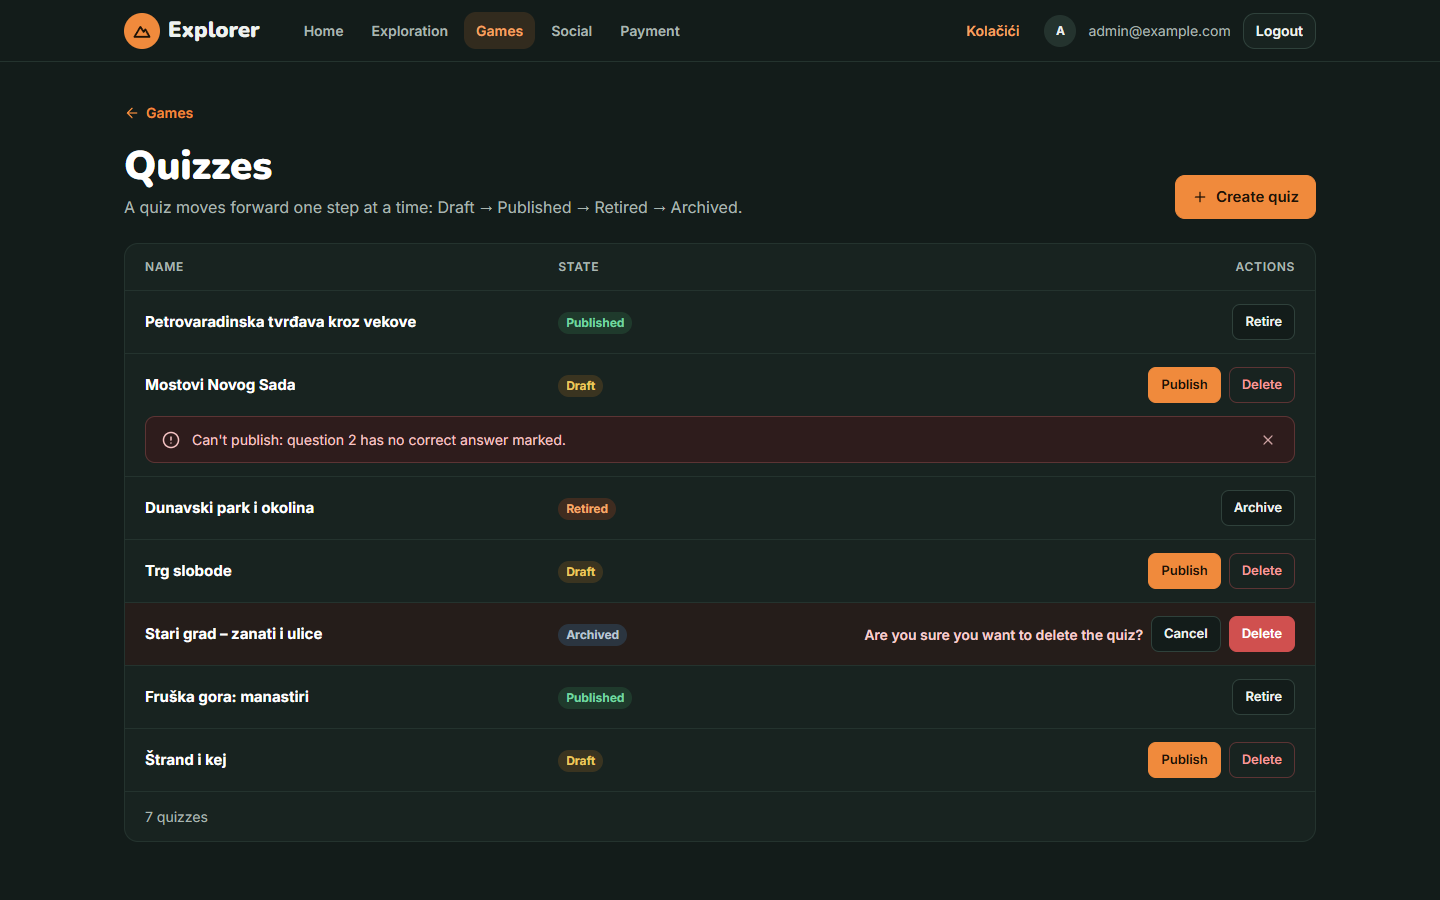 Explorer Home Exploration Games Social Payment Kolačići A admin@example.com Logout
← Games
Quizzes
A quiz moves forward one step at a time: Draft → Published → Retired → Archived.
+ Create quiz
NAME STATE ACTIONS
Petrovaradinska tvrđava kroz vekove Published Retire
Mostovi Novog Sada Draft Publish Delete
Can't publish: question 2 has no correct answer marked.
Dunavski park i okolina Retired Archive
Trg slobode Draft Publish Delete
Stari grad – zanati i ulice Archived Are you sure you want to delete the quiz? Cancel Delete
Fruška gora: manastiri Published Retire
Štrand i kej Draft Publish Delete
7 quizzes